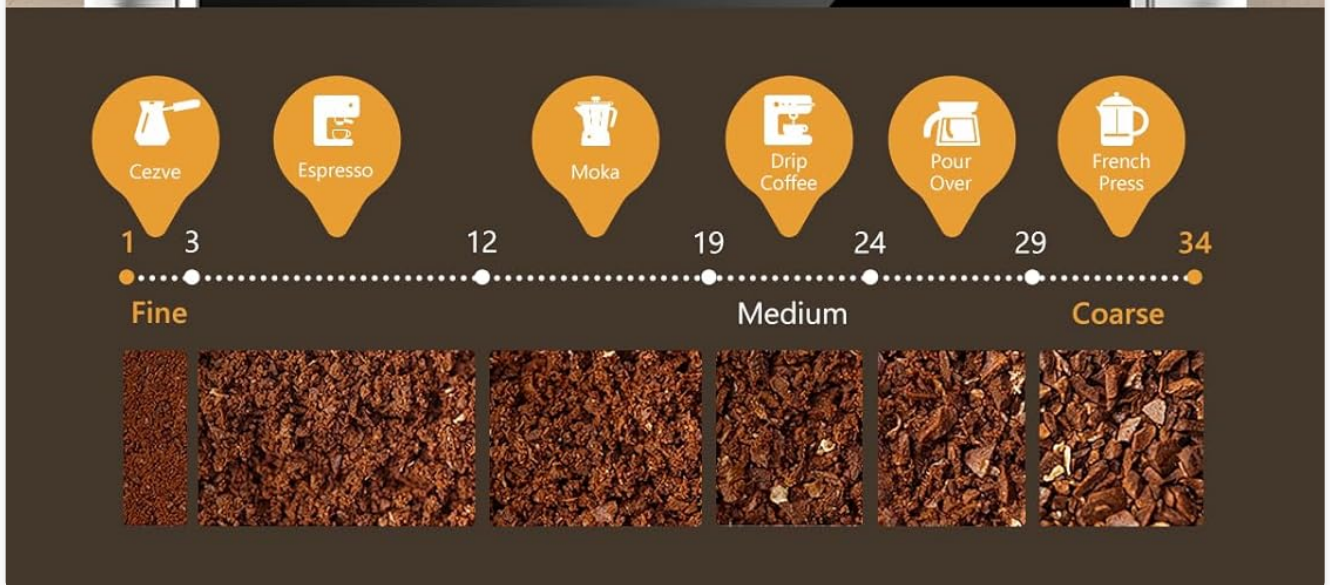 Cezve
Espresso
Moka
Drip
Coffee
Pour
Over
French
Press
1 3 12 19 24 29 34
Fine Medium Coarse